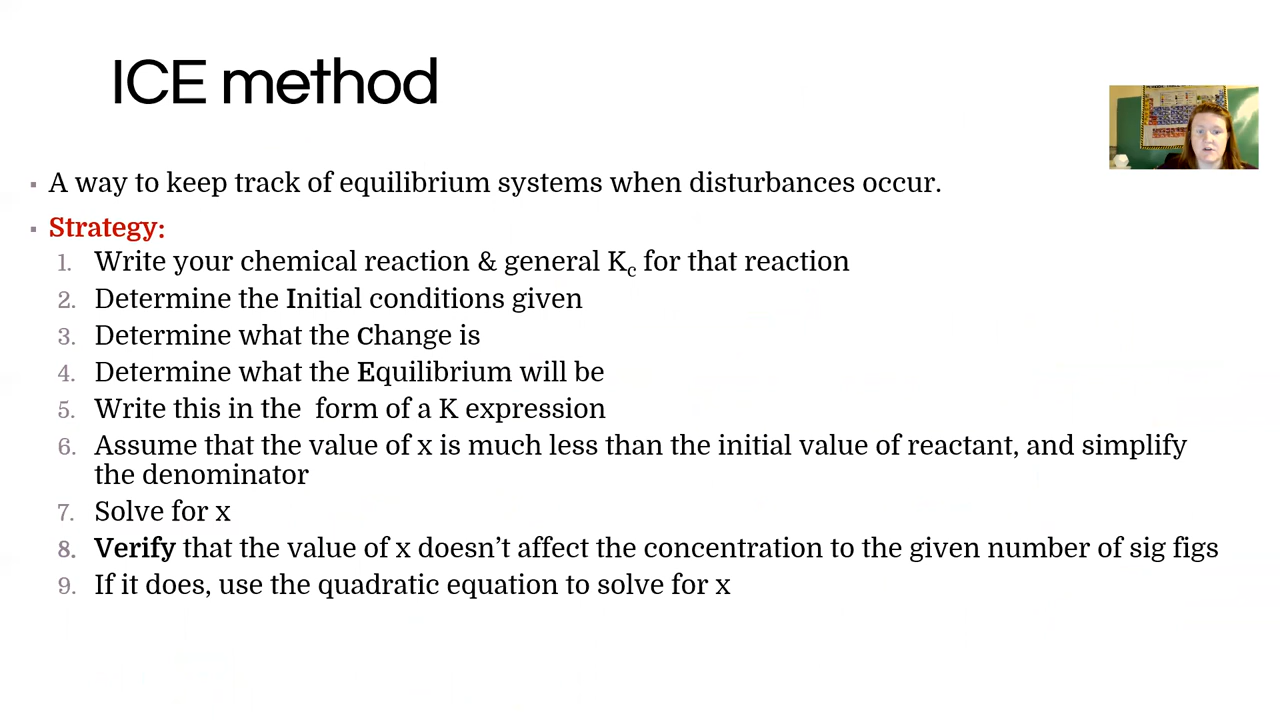 ICE method
▪ A way to keep track of equilibrium systems when disturbances occur.
▪ Strategy:
1. Write your chemical reaction & general Kc for that reaction
2. Determine the Initial conditions given
3. Determine what the Change is
4. Determine what the Equilibrium will be
5. Write this in the  form of a K expression
6. Assume that the value of x is much less than the initial value of reactant, and simplify
the denominator
7. Solve for x
8. Verify that the value of x doesn’t affect the concentration to the given number of sig figs
9. If it does, use the quadratic equation to solve for x